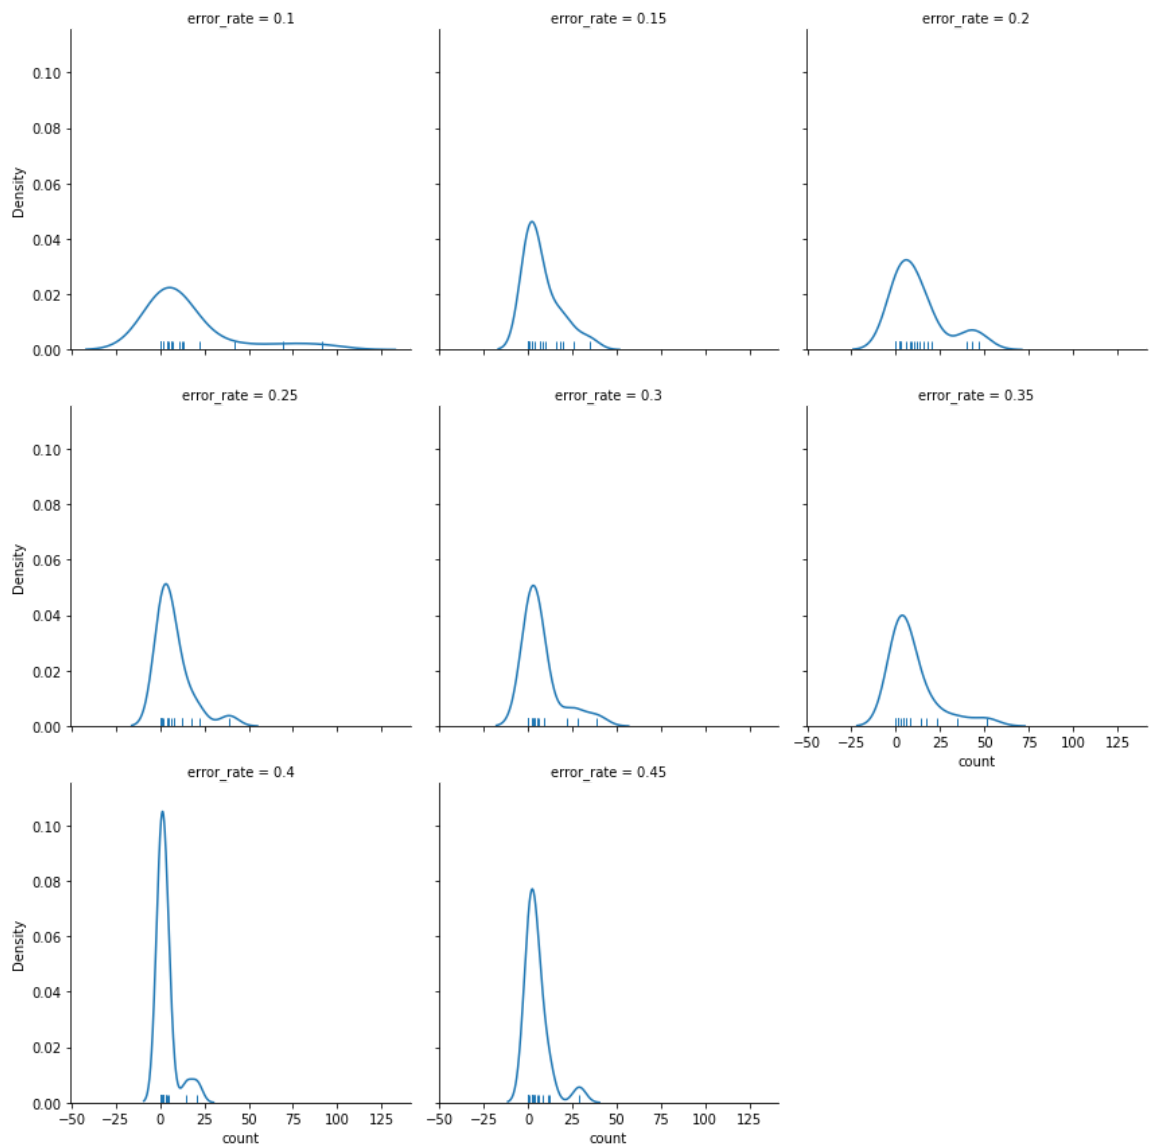 error_rate = 0.1
error_rate = 0.15
error_rate = 0.2
0.10
0.08
0.06
0.04
0.02
0.00
Density
error_rate = 0.25
error_rate = 0.3
error_rate = 0.35
0.10
0.08
0.06
0.04
0.02
0.00
Density
−50 −25 0 25 50 75 100 125
count
error_rate = 0.4
error_rate = 0.45
0.10
0.08
0.06
0.04
0.02
0.00
Density
−50 −25 0 25 50 75 100 125
count
−50 −25 0 25 50 75 100 125
count